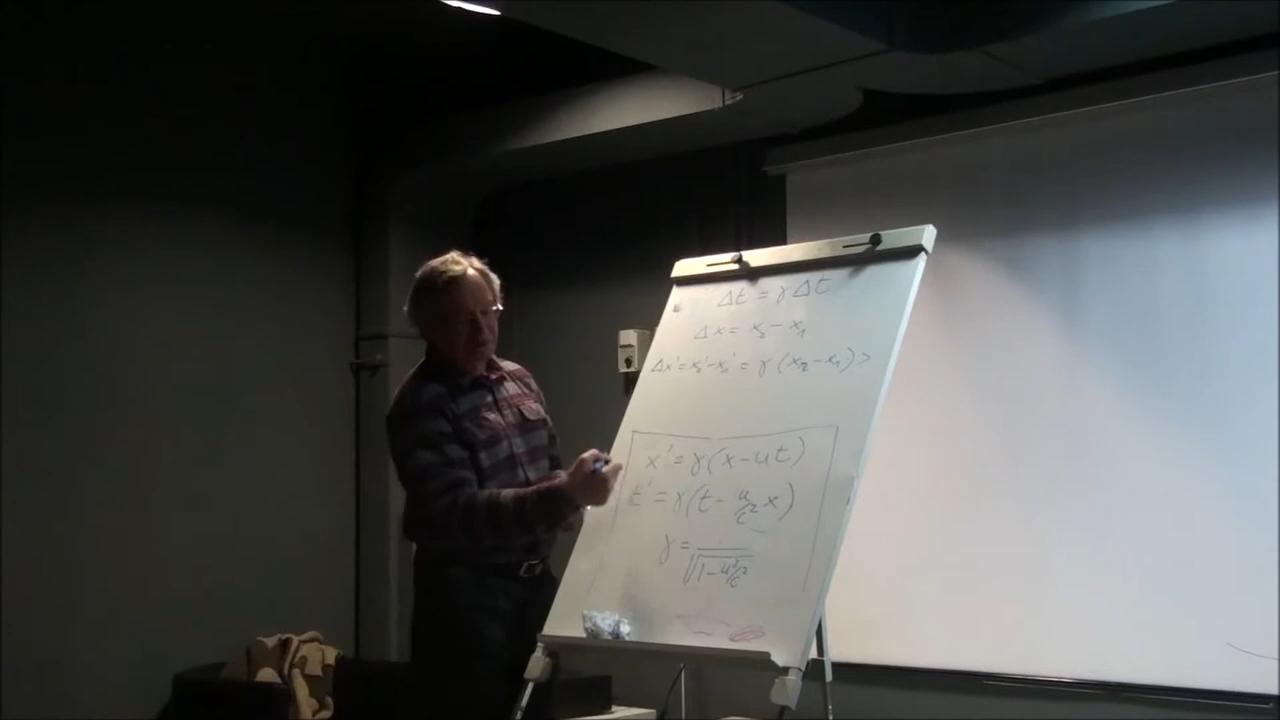 Δt = γΔt
Δx = x₂ - x₁
Δx' = x₂' - x₁' = γ(x₂ - x₁) >
x' = γ(x - ut)
t' = γ(t - u/c² x)
γ = 1/√(1 - u²/c²)